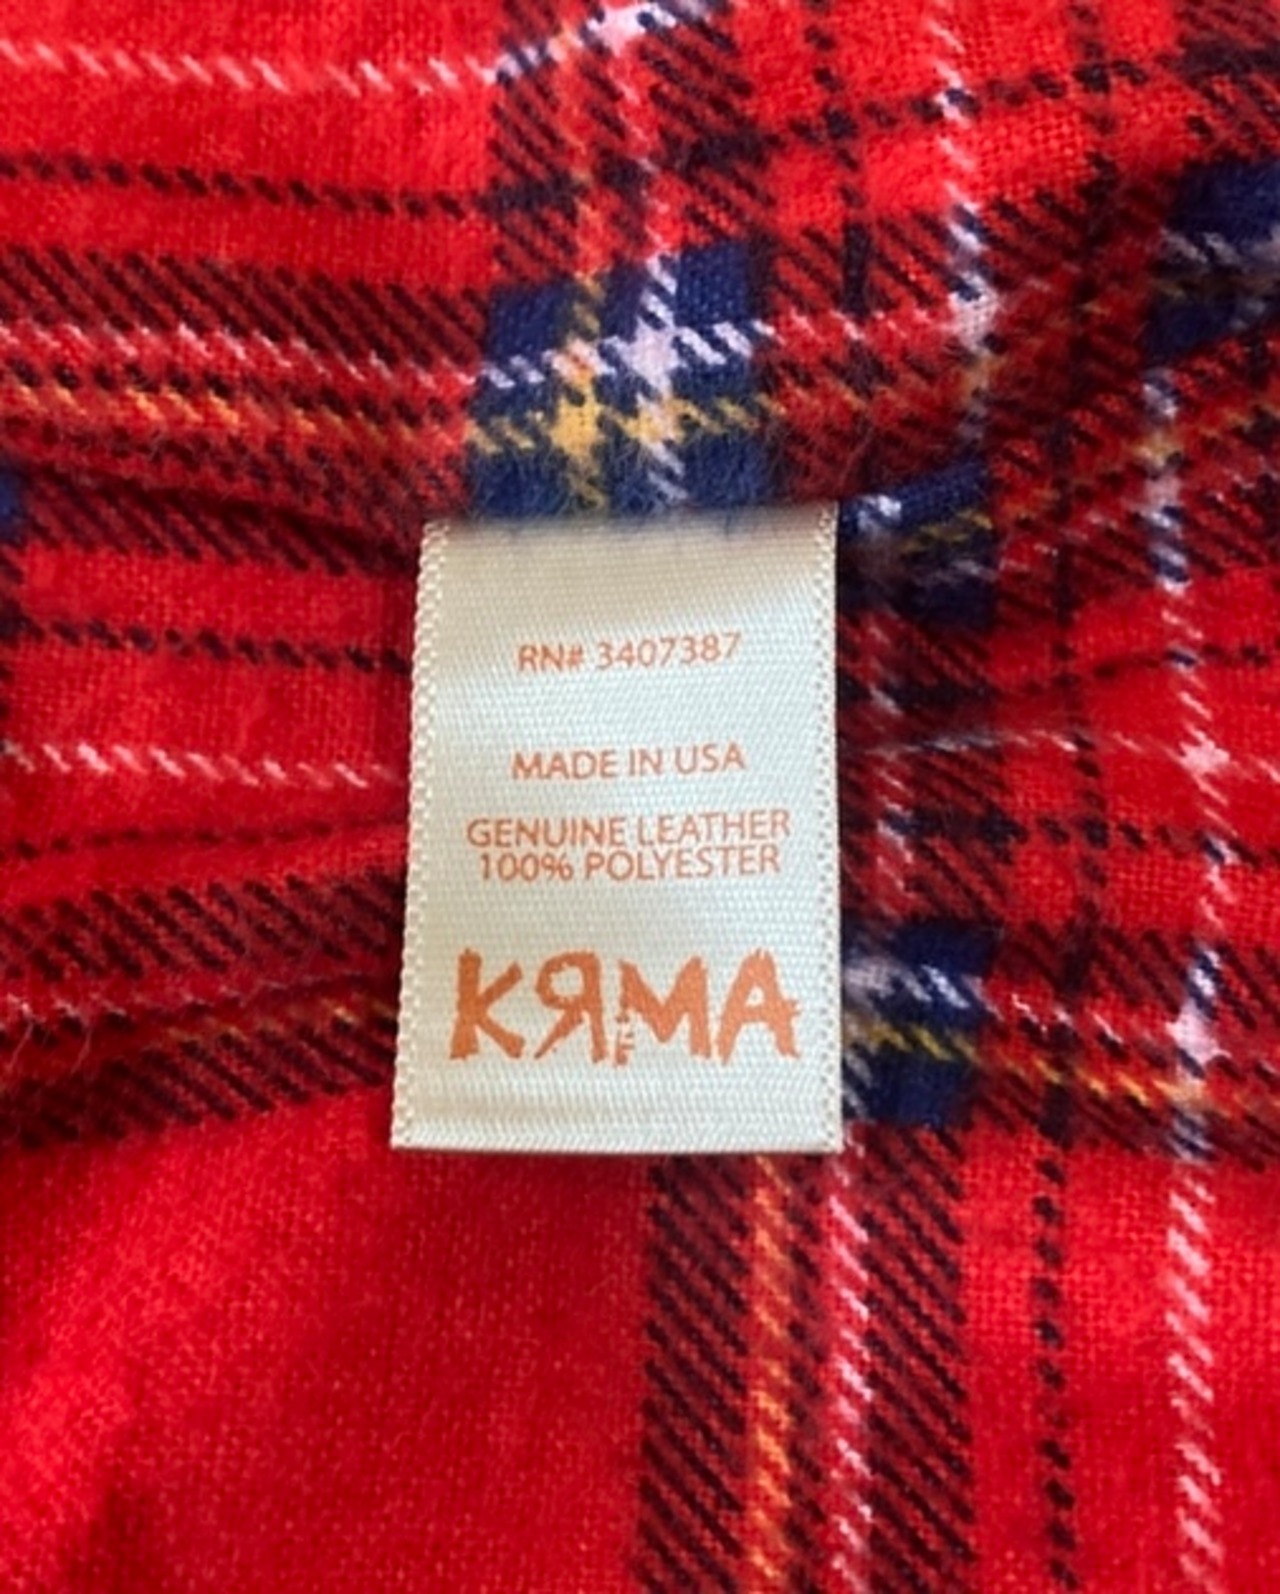 RN# 3407387
MADE IN USA
GENUINE LEATHER
100% POLYESTER
KЯMA